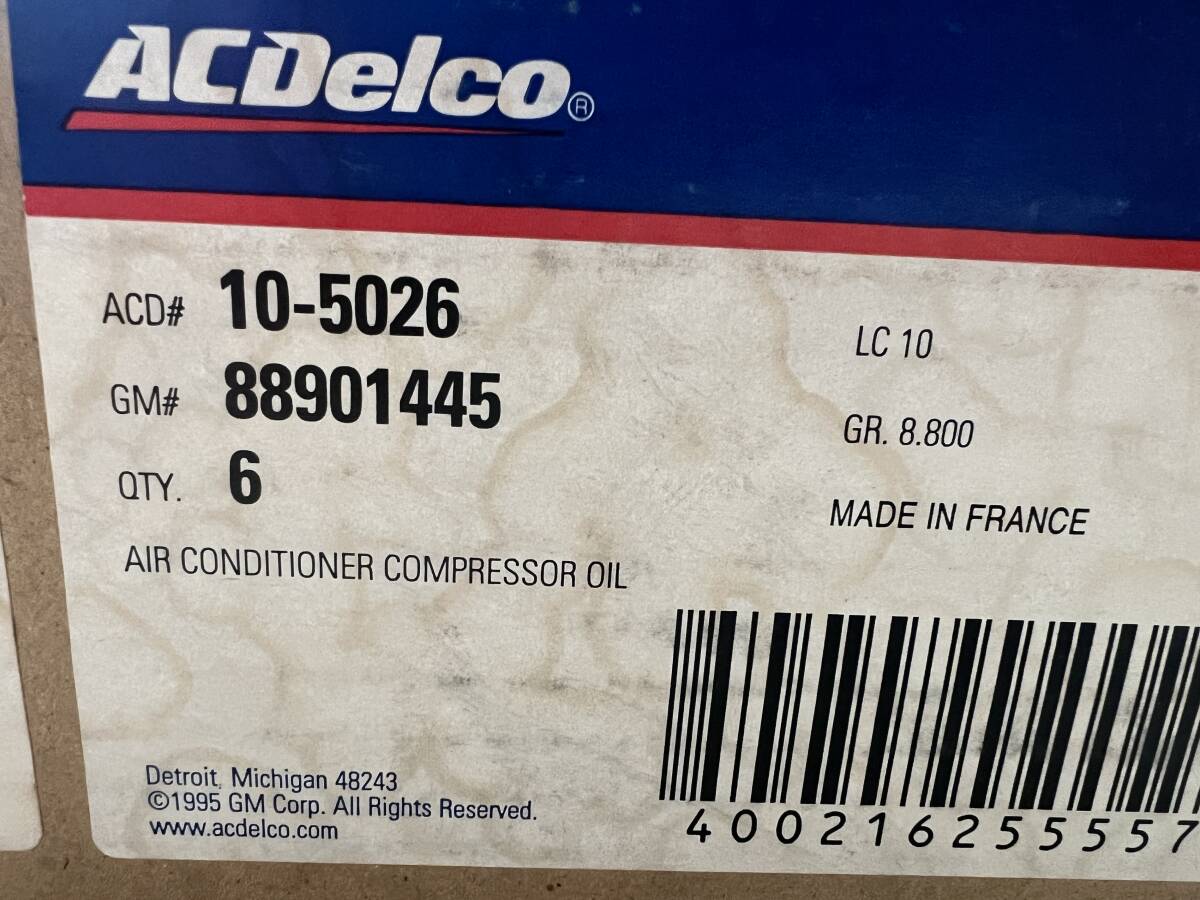 ACDelco®
ACD# 10-5026
GM# 88901445
QTY. 6
AIR CONDITIONER COMPRESSOR OIL
LC 10
GR. 8.800
MADE IN FRANCE
Detroit, Michigan 48243
©1995 GM Corp. All Rights Reserved.
www.acdelco.com
400216255557